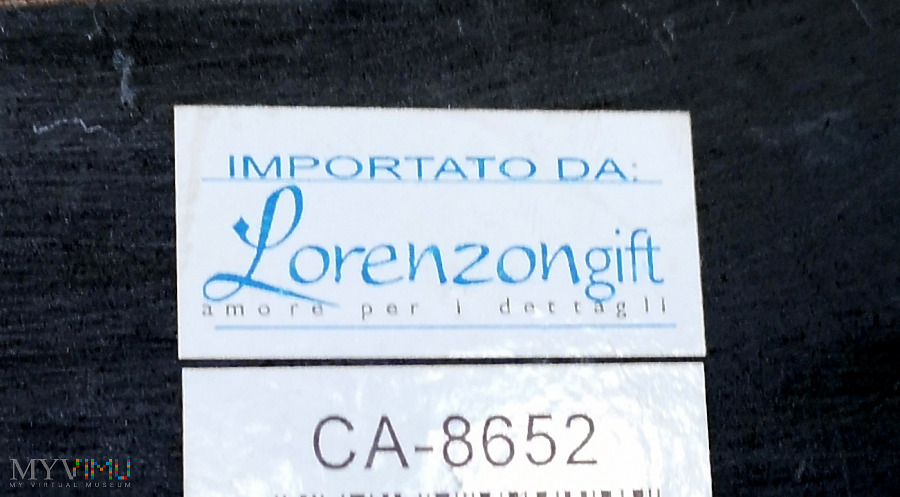 IMPORTATO DA:
Lorenzongift
amore per i dettagli
CA-8652
MYVIMU
MY VIRTUAL MUSEUM